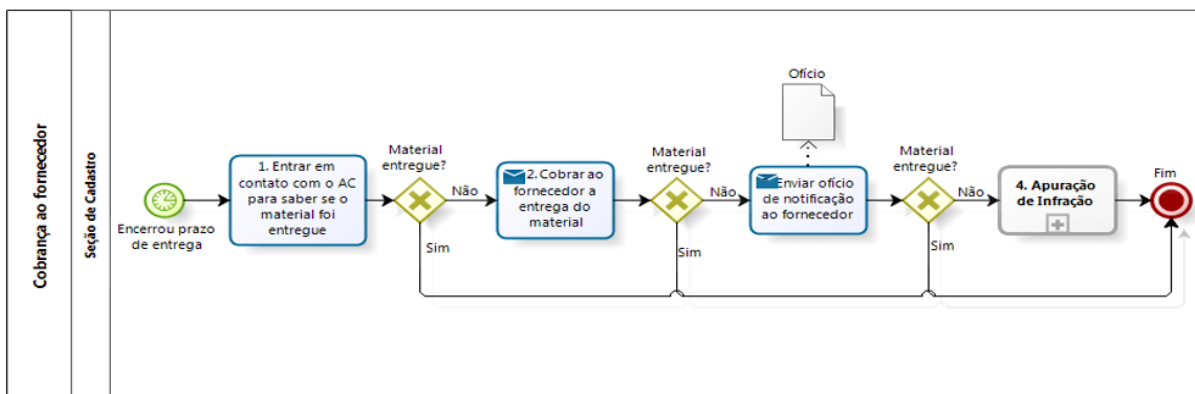 Cobrança ao fornecedor
Seção de Cadastro
Encerrou prazo
de entrega
1. Entrar em
contato com o AC
para saber se o
material foi
entregue
Material
entregue?
Não
Sim
2. Cobrar ao
fornecedor a
entrega do
material
Material
entregue?
Não
Sim
Ofício
Enviar ofício
de notificação
ao fornecedor
Material
entregue?
Não
Sim
4. Apuração
de Infração
Fim